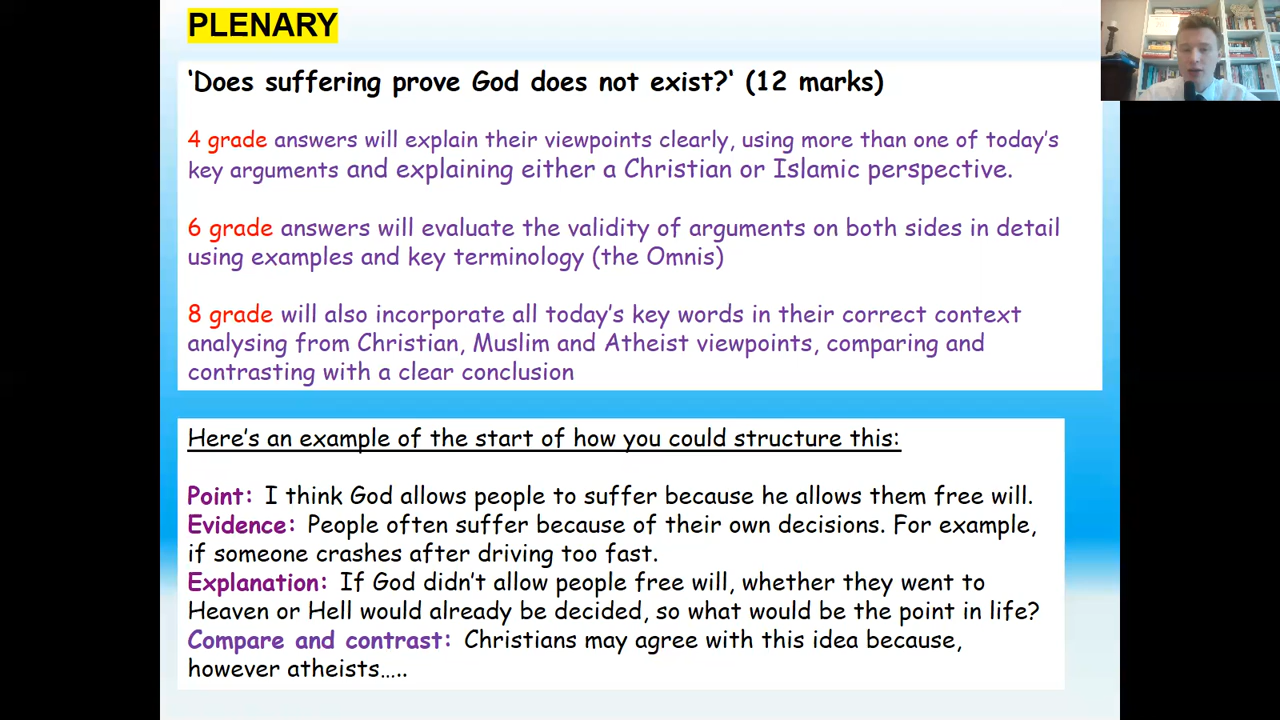 PLENARY
‘Does suffering prove God does not exist?‘ (12 marks)
4 grade answers will explain their viewpoints clearly, using more than one of today’s
key arguments and explaining either a Christian or Islamic perspective.
6 grade answers will evaluate the validity of arguments on both sides in detail
using examples and key terminology (the Omnis)
8 grade will also incorporate all today’s key words in their correct context
analysing from Christian, Muslim and Atheist viewpoints, comparing and
contrasting with a clear conclusion
Here’s an example of the start of how you could structure this:
Point: I think God allows people to suffer because he allows them free will.
Evidence: People often suffer because of their own decisions. For example,
if someone crashes after driving too fast.
Explanation: If God didn’t allow people free will, whether they went to
Heaven or Hell would already be decided, so what would be the point in life?
Compare and contrast: Christians may agree with this idea because,
however atheists…..